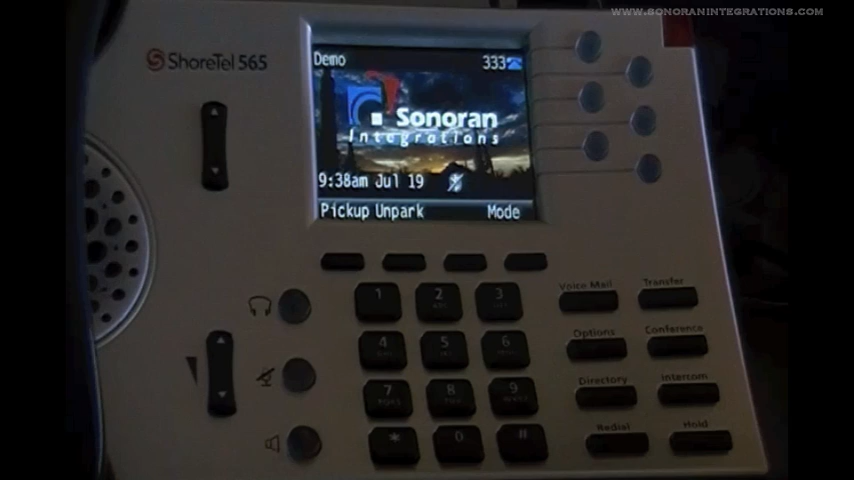 WWW.SONORANINTEGRATIONS.COM
ShoreTel 565
Demo 333
Sonoran
Integrations
9:38am Jul 19
Pickup Unpark Mode
Voice Mail Transfer
Options Conference
Directory Intercom
Redial Hold
1 2 3
4 5 6
7 8 9
* 0 #